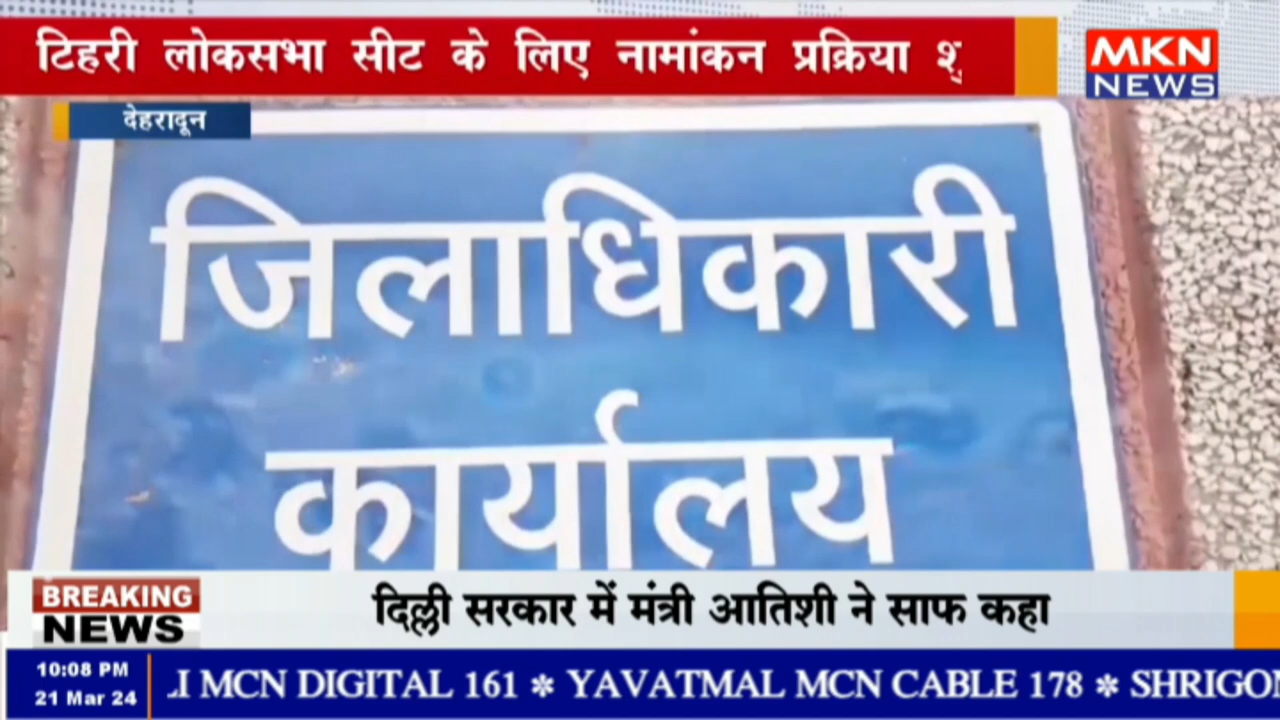 टिहरी लोकसभा सीट के लिए नामांकन प्रक्रिया
MKN
NEWS
देहरादून
जिलाधिकारी
कार्यालय
BREAKING
NEWS
दिल्ली सरकार में मंत्री आतिशी ने साफ कहा
10:08 PM
21 Mar 24
MCN DIGITAL 161 * YAVATMAL MCN CABLE 178 *